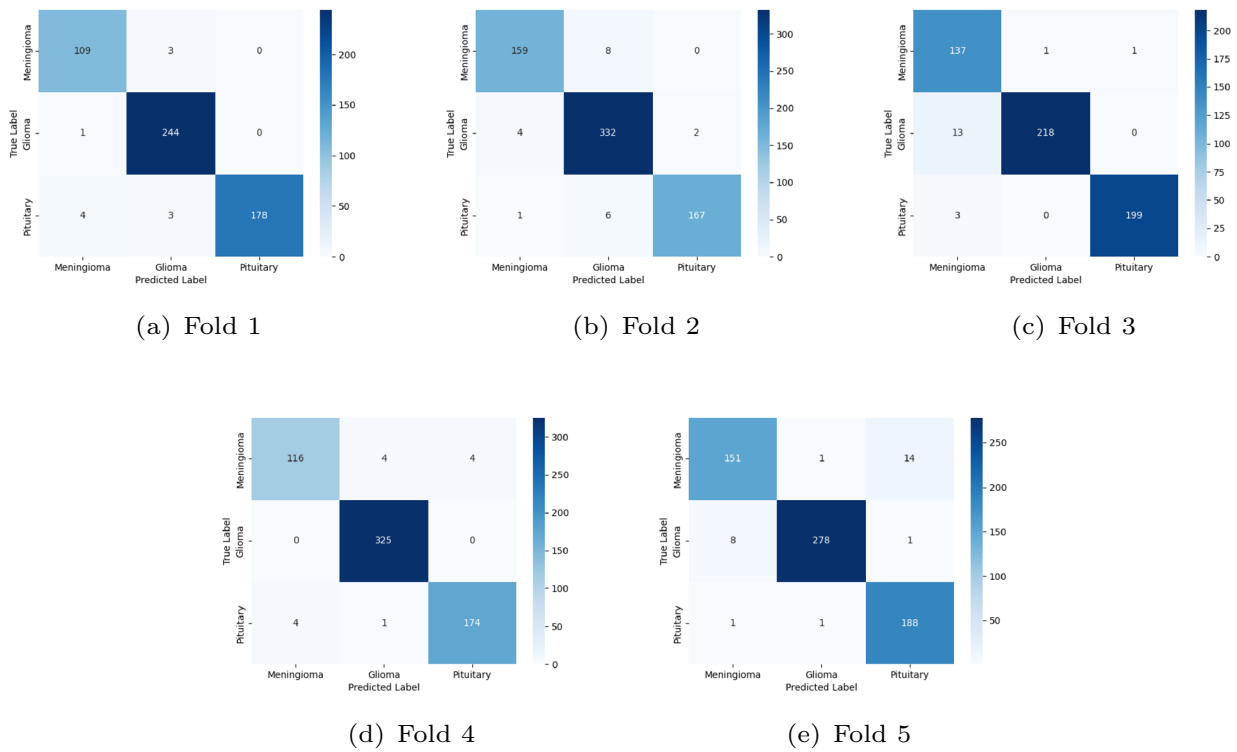 Meningioma 109 3 0
True Label
Glioma 1 244 0
Pituitary 4 3 178
Meningioma Glioma Pituitary
Predicted Label
200
150
100
50
0
(a) Fold 1
Meningioma 159 8 0
True Label
Glioma 4 332 2
Pituitary 1 6 167
Meningioma Glioma Pituitary
Predicted Label
300
250
200
150
100
50
0
(b) Fold 2
Meningioma 137 1 1
True Label
Glioma 13 218 0
Pituitary 3 0 199
Meningioma Glioma Pituitary
Predicted Label
200
175
150
125
100
75
50
25
0
(c) Fold 3
Meningioma 116 4 4
True Label
Glioma 0 325 0
Pituitary 4 1 174
Meningioma Glioma Pituitary
Predicted Label
300
250
200
150
100
50
0
(d) Fold 4
Meningioma 151 1 14
True Label
Glioma 8 278 1
Pituitary 1 1 188
Meningioma Glioma Pituitary
Predicted Label
250
200
150
100
50
(e) Fold 5